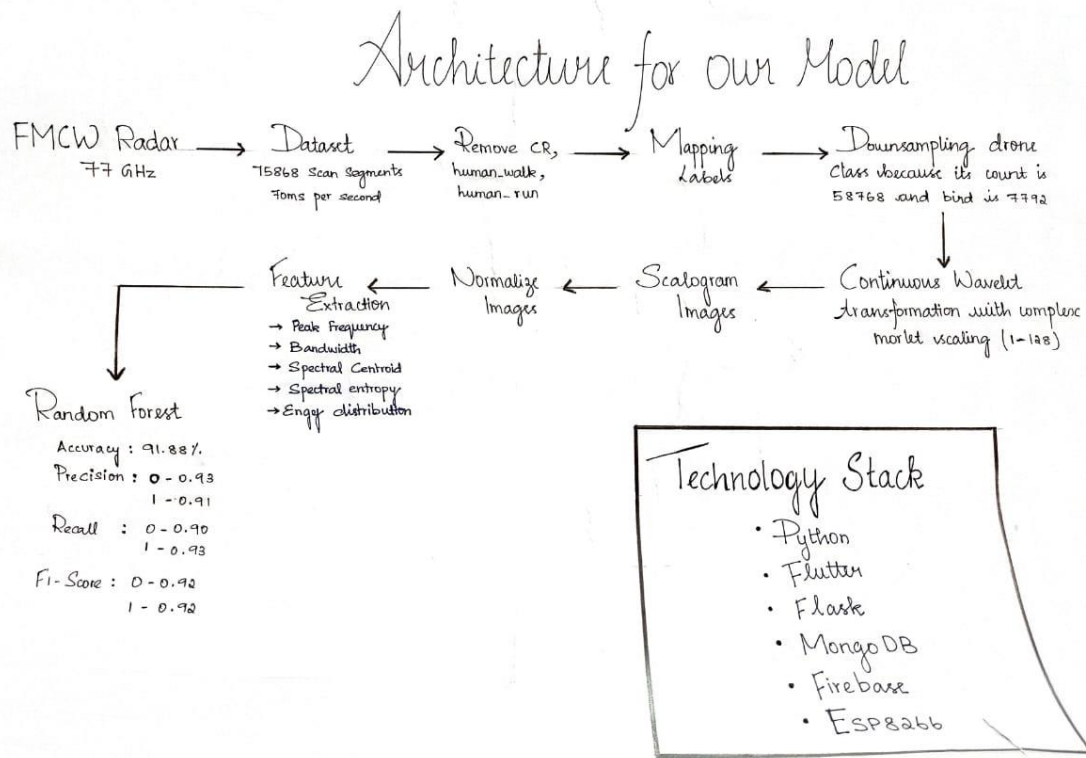 Architecture for our Model
FMCW Radar
77 GHz
Dataset
75868 Scan Segments
70ms per second
Remove CR,
human_walk,
human_run
Mapping
Labels
Downsampling drone
Class because its count is
58768 and bird is 7792
Continuous Wavelet
transformation with complex
morlet scaling (1-128)
Scalogram
Images
Normalize
Images
Feature
Extraction
→ Peak Frequency
→ Bandwidth
→ Spectral Centroid
→ Spectral entropy
→ Engy distribution
Random Forest
Accuracy : 91.88%
Precision : 0 - 0.93
1 - 0.91
Recall : 0 - 0.90
1 - 0.93
F1-Score : 0 - 0.92
1 - 0.92
Technology Stack
• Python
• Flutter
• Flask
• MongoDB
• Firebase
• ESP8266